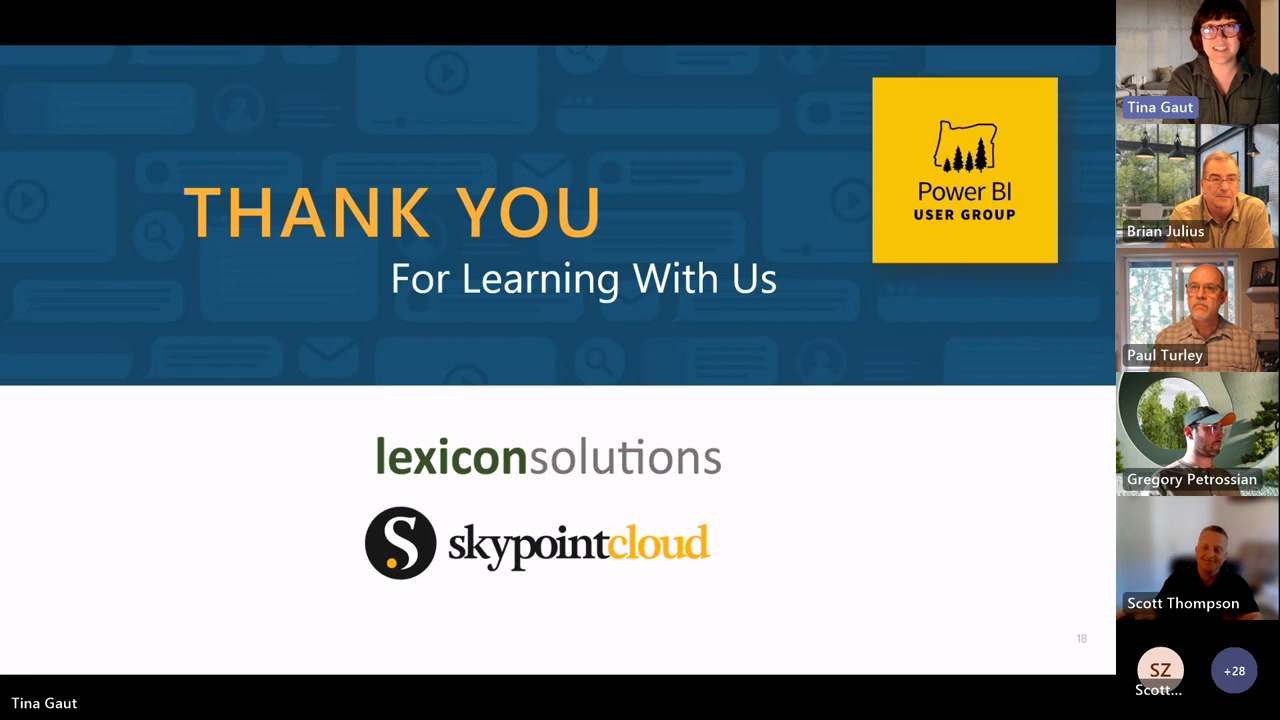 THANK YOU
For Learning With Us
Power BI
USER GROUP
lexiconsolutions
S skypointcloud
18
Tina Gaut
Brian Julius
Paul Turley
Gregory Petrossian
Scott Thompson
SZ
Scott...
+28
Tina Gaut